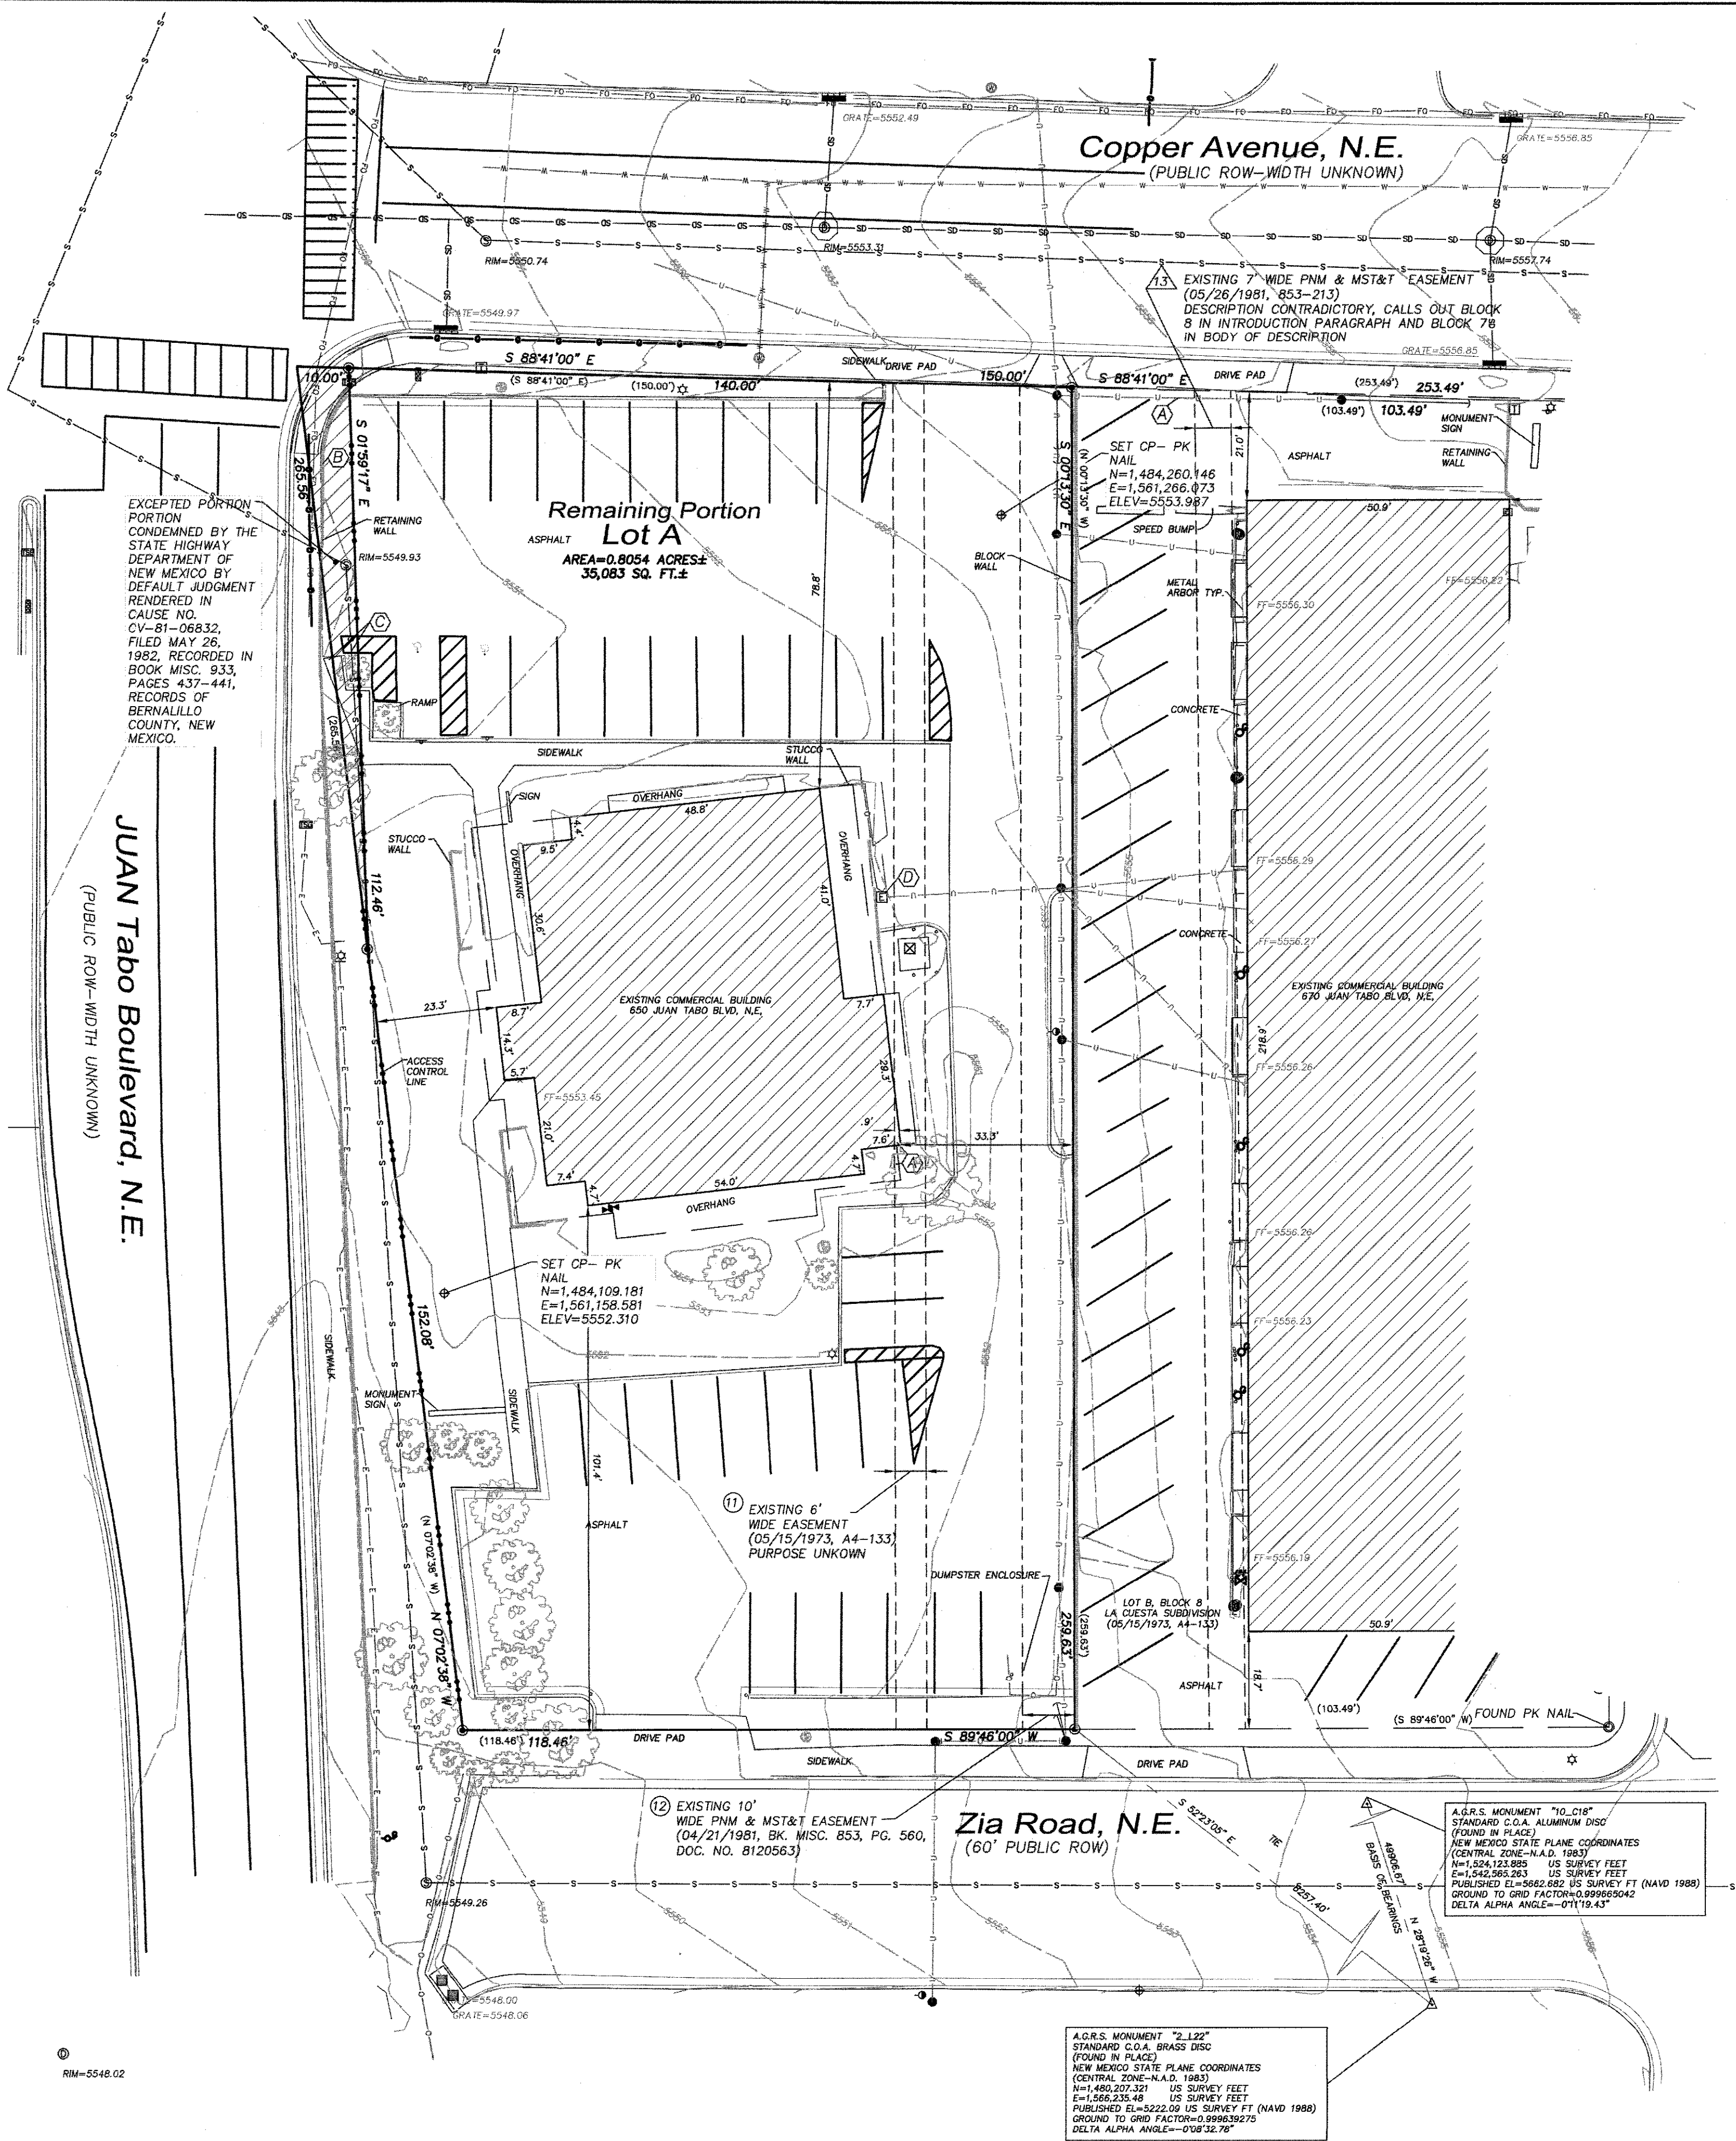 GRATE=5552.49
Copper Avenue, N.E.
(PUBLIC ROW-WIDTH UNKNOWN)
GRATE=5556.85
RIM=5550.74
RIM=5553.31
RIM=5557.74
13
EXISTING 7' WIDE PNM & MST&T EASEMENT
(05/26/1981, 853-213)
DESCRIPTION CONTRADICTORY, CALLS OUT BLOCK
8 IN INTRODUCTION PARAGRAPH AND BLOCK 7
IN BODY OF DESCRIPTION
GRATE=5549.97
GRATE=5556.85
S 88°41'00" E
(S 88°41'00" E)
10.00'
(150.00')
140.00'
SIDEWALK
DRIVE PAD
150.00'
S 88°41'00" E
DRIVE PAD
(253.49')
253.49'
(103.49')
103.49'
MONUMENT
SIGN
RETAINING
WALL
ASPHALT
21.0'
A
B
S 01°59'17" E
265.56'
SET CP- PK
NAIL
N=1,484,260.146
E=1,561,266.073
ELEV=5553.987
S 00°13'30" E
(N 00°13'30" W)
50.9'
SPEED BUMP
EXCEPTED PORTION
PORTION
CONDEMNED BY THE
STATE HIGHWAY
DEPARTMENT OF
NEW MEXICO BY
DEFAULT JUDGMENT
RENDERED IN
CAUSE NO.
CV-81-06832,
FILED MAY 26,
1982, RECORDED IN
BOOK MISC. 933,
PAGES 437-441,
RECORDS OF
BERNALILLO
COUNTY, NEW
MEXICO.
RETAINING
WALL
RIM=5549.93
Remaining Portion
Lot A
ASPHALT
AREA=0.8054 ACRES±
35,083 SQ. FT.±
78.8'
BLOCK
WALL
METAL
ARBOR TYP.
FF=5556.30
FF=5556.22
C
RAMP
CONCRETE
SIDEWALK
STUCCO
WALL
SIGN
OVERHANG
48.8'
4.4'
9.5'
STUCCO
WALL
OVERHANG
OVERHANG
30.6'
41.0'
D
FF=5556.29
112.46'
CONCRETE
FF=5556.27
JUAN Tabo Boulevard, N.E.
(PUBLIC ROW-WIDTH UNKNOWN)
23.3'
8.7'
14.3'
5.7'
EXISTING COMMERCIAL BUILDING
650 JUAN TABO BLVD, N.E,
7.7'
29.3'
EXISTING COMMERCIAL BUILDING
670 JUAN TABO BLVD, N.E,
218.9'
ACCESS
CONTROL
LINE
FF=5553.45
FF=5556.26
21.0'
.9'
7.6'
4.7'
33.3'
A
7.4'
4.7'
54.0'
OVERHANG
FF=5556.26
SET CP- PK
NAIL
N=1,484,109.181
E=1,561,158.581
ELEV=5552.310
152.08'
FF=5556.23
SIDEWALK
MONUMENT
SIGN
SIDEWALK
101.4'
11
EXISTING 6'
WIDE EASEMENT
(05/15/1973, A4-133)
PURPOSE UNKOWN
ASPHALT
(N 07°02'38" W)
N 07°02'38" W
DUMPSTER ENCLOSURE
FF=5556.19
LOT B, BLOCK 8
LA CUESTA SUBDIVISION
(05/15/1973, A4-133)
259.63'
(259.63')
50.9'
18.7'
ASPHALT
(103.49')
(S 89°46'00" W)
FOUND PK NAIL
(118.46')
118.46'
DRIVE PAD
S 89°46'00" W
SIDEWALK
DRIVE PAD
12
EXISTING 10'
WIDE PNM & MST&T EASEMENT
(04/21/1981, BK. MISC. 853, PG. 560,
DOC. NO. 8120563)
Zia Road, N.E.
(60' PUBLIC ROW)
S 52°23'05" E
TIE
8257.40'
49906.67'
BASIS OF BEARINGS
N 28°19'26" W
A.G.R.S. MONUMENT "10_C18"
STANDARD C.O.A. ALUMINUM DISC
(FOUND IN PLACE)
NEW MEXICO STATE PLANE COORDINATES
(CENTRAL ZONE-N.A.D. 1983)
N=1,524,123.885 US SURVEY FEET
E=1,542,565.263 US SURVEY FEET
PUBLISHED EL=5662.682 US SURVEY FT (NAVD 1988)
GROUND TO GRID FACTOR=0.999665042
DELTA ALPHA ANGLE=-0°11'19.43"
RIM=5549.26
GRATE=5548.06
RIM=5548.02
A.G.R.S. MONUMENT "2_L22"
STANDARD C.O.A. BRASS DISC
(FOUND IN PLACE)
NEW MEXICO STATE PLANE COORDINATES
(CENTRAL ZONE-N.A.D. 1983)
N=1,480,207.321 US SURVEY FEET
E=1,566,235.48 US SURVEY FEET
PUBLISHED EL=5222.09 US SURVEY FT (NAVD 1988)
GROUND TO GRID FACTOR=0.999639275
DELTA ALPHA ANGLE=-0°08'32.78"